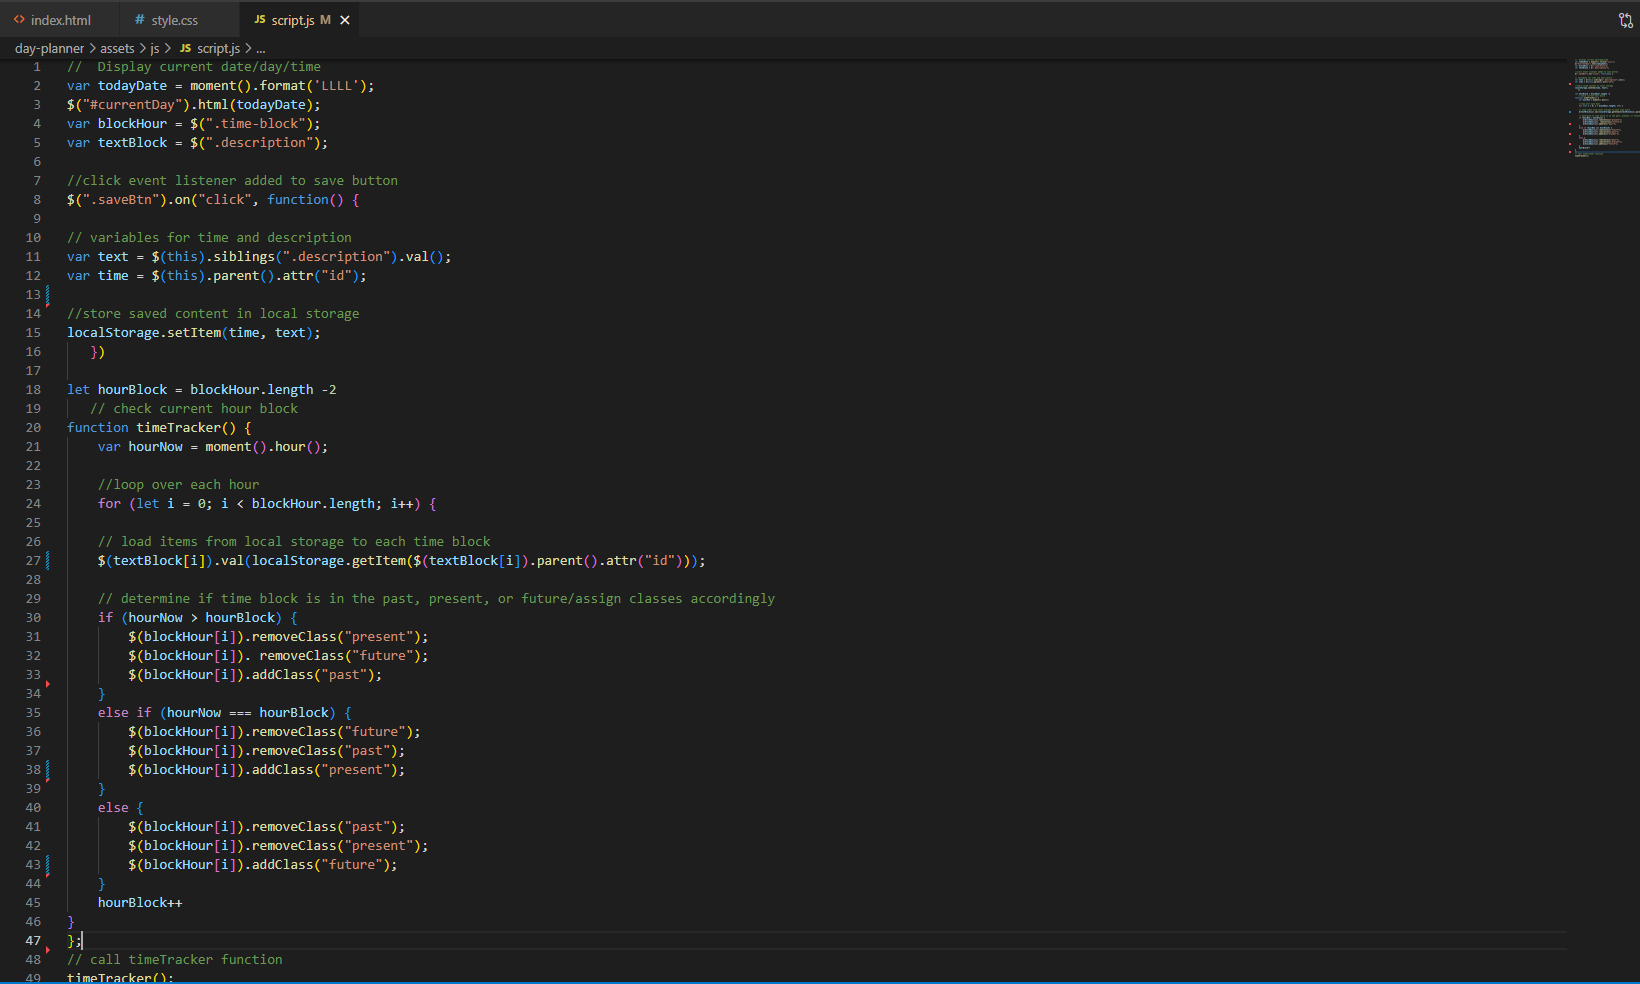 <> index.html # style.css JS script.js M ×
day-planner > assets > js > JS script.js > ...
1 //  Display current date/day/time
2 var todayDate = moment().format('LLLL');
3 $("#currentDay").html(todayDate);
4 var blockHour = $(".time-block");
5 var textBlock = $(".description");
6
7 //click event listener added to save button
8 $(".saveBtn").on("click", function() {
9
10 // variables for time and description
11 var text = $(this).siblings(".description").val();
12 var time = $(this).parent().attr("id");
13
14 //store saved content in local storage
15 localStorage.setItem(time, text);
16    })
17
18 let hourBlock = blockHour.length -2
19    // check current hour block
20 function timeTracker() {
21     var hourNow = moment().hour();
22
23     //loop over each hour
24     for (let i = 0; i < blockHour.length; i++) {
25
26     // load items from local storage to each time block
27     $(textBlock[i]).val(localStorage.getItem($(textBlock[i]).parent().attr("id")));
28
29     // determine if time block is in the past, present, or future/assign classes accordingly
30     if (hourNow > hourBlock) {
31         $(blockHour[i]).removeClass("present");
32         $(blockHour[i]). removeClass("future");
33         $(blockHour[i]).addClass("past");
34     }
35     else if (hourNow === hourBlock) {
36         $(blockHour[i]).removeClass("future");
37         $(blockHour[i]).removeClass("past");
38         $(blockHour[i]).addClass("present");
39     }
40     else {
41         $(blockHour[i]).removeClass("past");
42         $(blockHour[i]).removeClass("present");
43         $(blockHour[i]).addClass("future");
44     }
45     hourBlock++
46 }
47 };
48 // call timeTracker function
49 timeTracker();